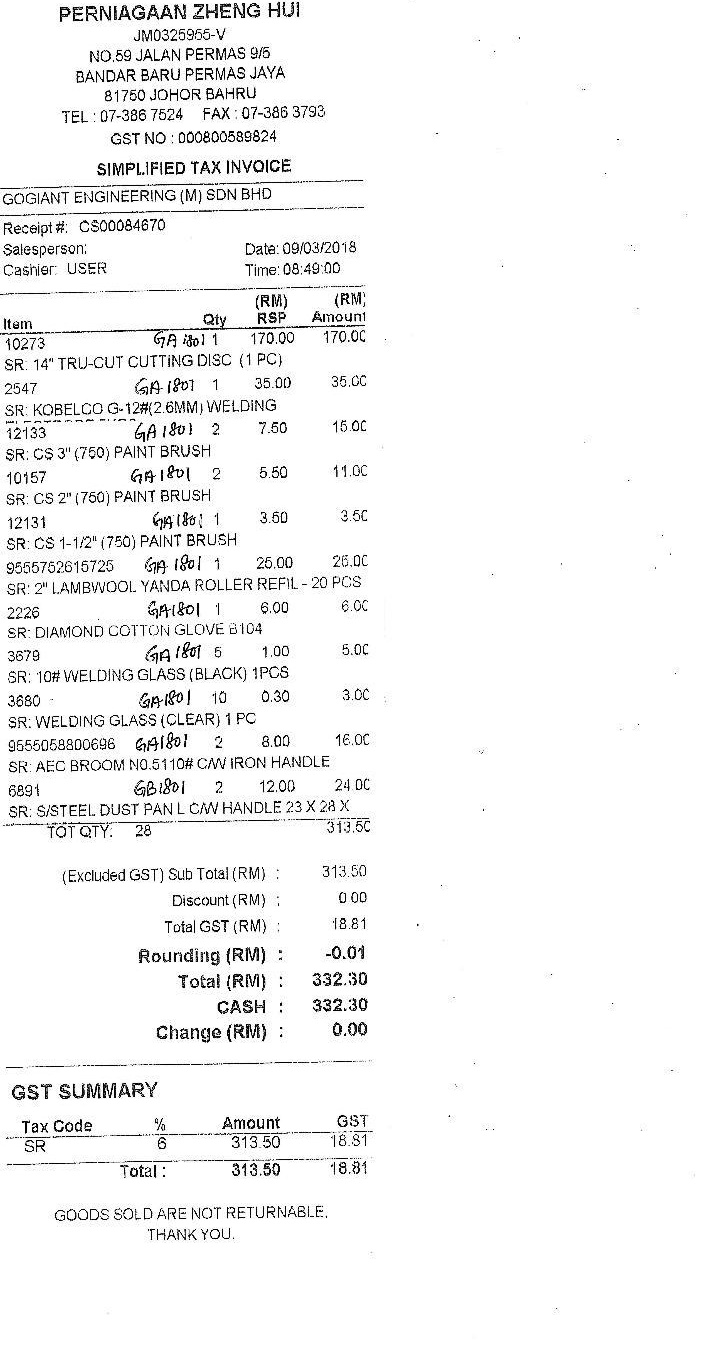 PERNIAGAAN ZHENG HUI
JM0325955-V
NO.59 JALAN PERMAS 9/5
BANDAR BARU PERMAS JAYA
81750 JOHOR BAHRU
TEL : 07-386 7524 FAX : 07-386 3793
GST NO : 000800589824
SIMPLIFIED TAX INVOICE
GOGIANT ENGINEERING (M) SDN BHD
Receipt #: CS00084670
Salesperson: Date: 09/03/2018
Cashier: USER Time: 08:49:00
(RM) (RM)
Item Qty RSP Amount
10273 GA1801 1 170.00 170.00
SR: 14" TRU-CUT CUTTING DISC (1 PC)
2547 GA1801 1 35.00 35.00
SR: KOBELCO G-12#(2.6MM) WELDING
12133 GA1801 2 7.50 15.00
SR: CS 3" (750) PAINT BRUSH
10157 GA1801 2 5.50 11.00
SR: CS 2" (750) PAINT BRUSH
12131 GA1801 1 3.50 3.50
SR: CS 1-1/2" (750) PAINT BRUSH
9555752615725 GA1801 1 25.00 25.00
SR: 2" LAMBWOOL YANDA ROLLER REFIL - 20 PCS
2226 GA1801 1 6.00 6.00
SR: DIAMOND COTTON GLOVE B104
3679 GA1801 5 1.00 5.00
SR: 10# WELDING GLASS (BLACK) 1PCS
3680 GA1801 10 0.30 3.00
SR: WELDING GLASS (CLEAR) 1 PC
9555058800696 GA1801 2 8.00 16.00
SR: AEC BROOM NO.5110# C/W IRON HANDLE
6891 GB1801 2 12.00 24.00
SR: S/STEEL DUST PAN L C/W HANDLE 23 X 28 X
TOT QTY: 28 313.50
(Excluded GST) Sub Total (RM) : 313.50
Discount (RM) : 0.00
Total GST (RM) : 18.81
Rounding (RM) : -0.01
Total (RM) : 332.30
CASH : 332.30
Change (RM) : 0.00
GST SUMMARY
Tax Code % Amount GST
SR 6 313.50 18.81
Total : 313.50 18.81
GOODS SOLD ARE NOT RETURNABLE,
THANK YOU.